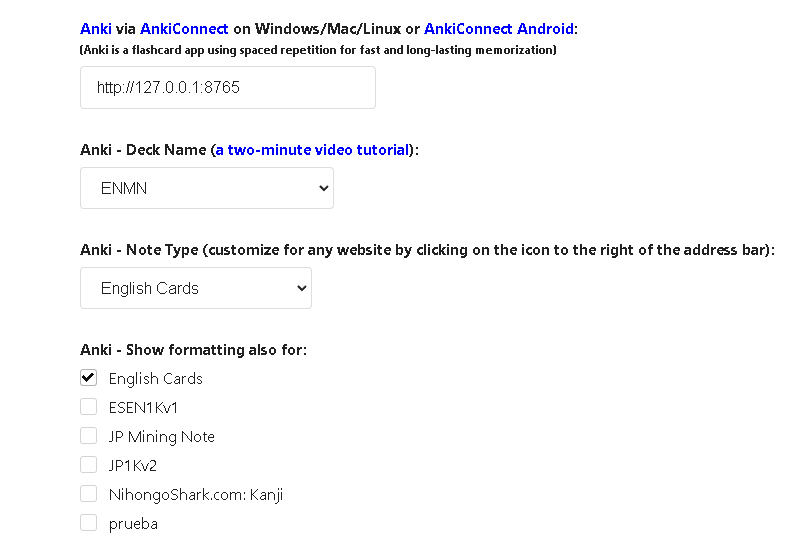 Anki via AnkiConnect on Windows/Mac/Linux or AnkiConnect Android:
(Anki is a flashcard app using spaced repetition for fast and long-lasting memorization)
http://127.0.0.1:8765
Anki - Deck Name (a two-minute video tutorial):
ENMN
Anki - Note Type (customize for any website by clicking on the icon to the right of the address bar):
English Cards
Anki - Show formatting also for:
English Cards
ESEN1Kv1
JP Mining Note
JP1Kv2
NihongoShark.com: Kanji
prueba